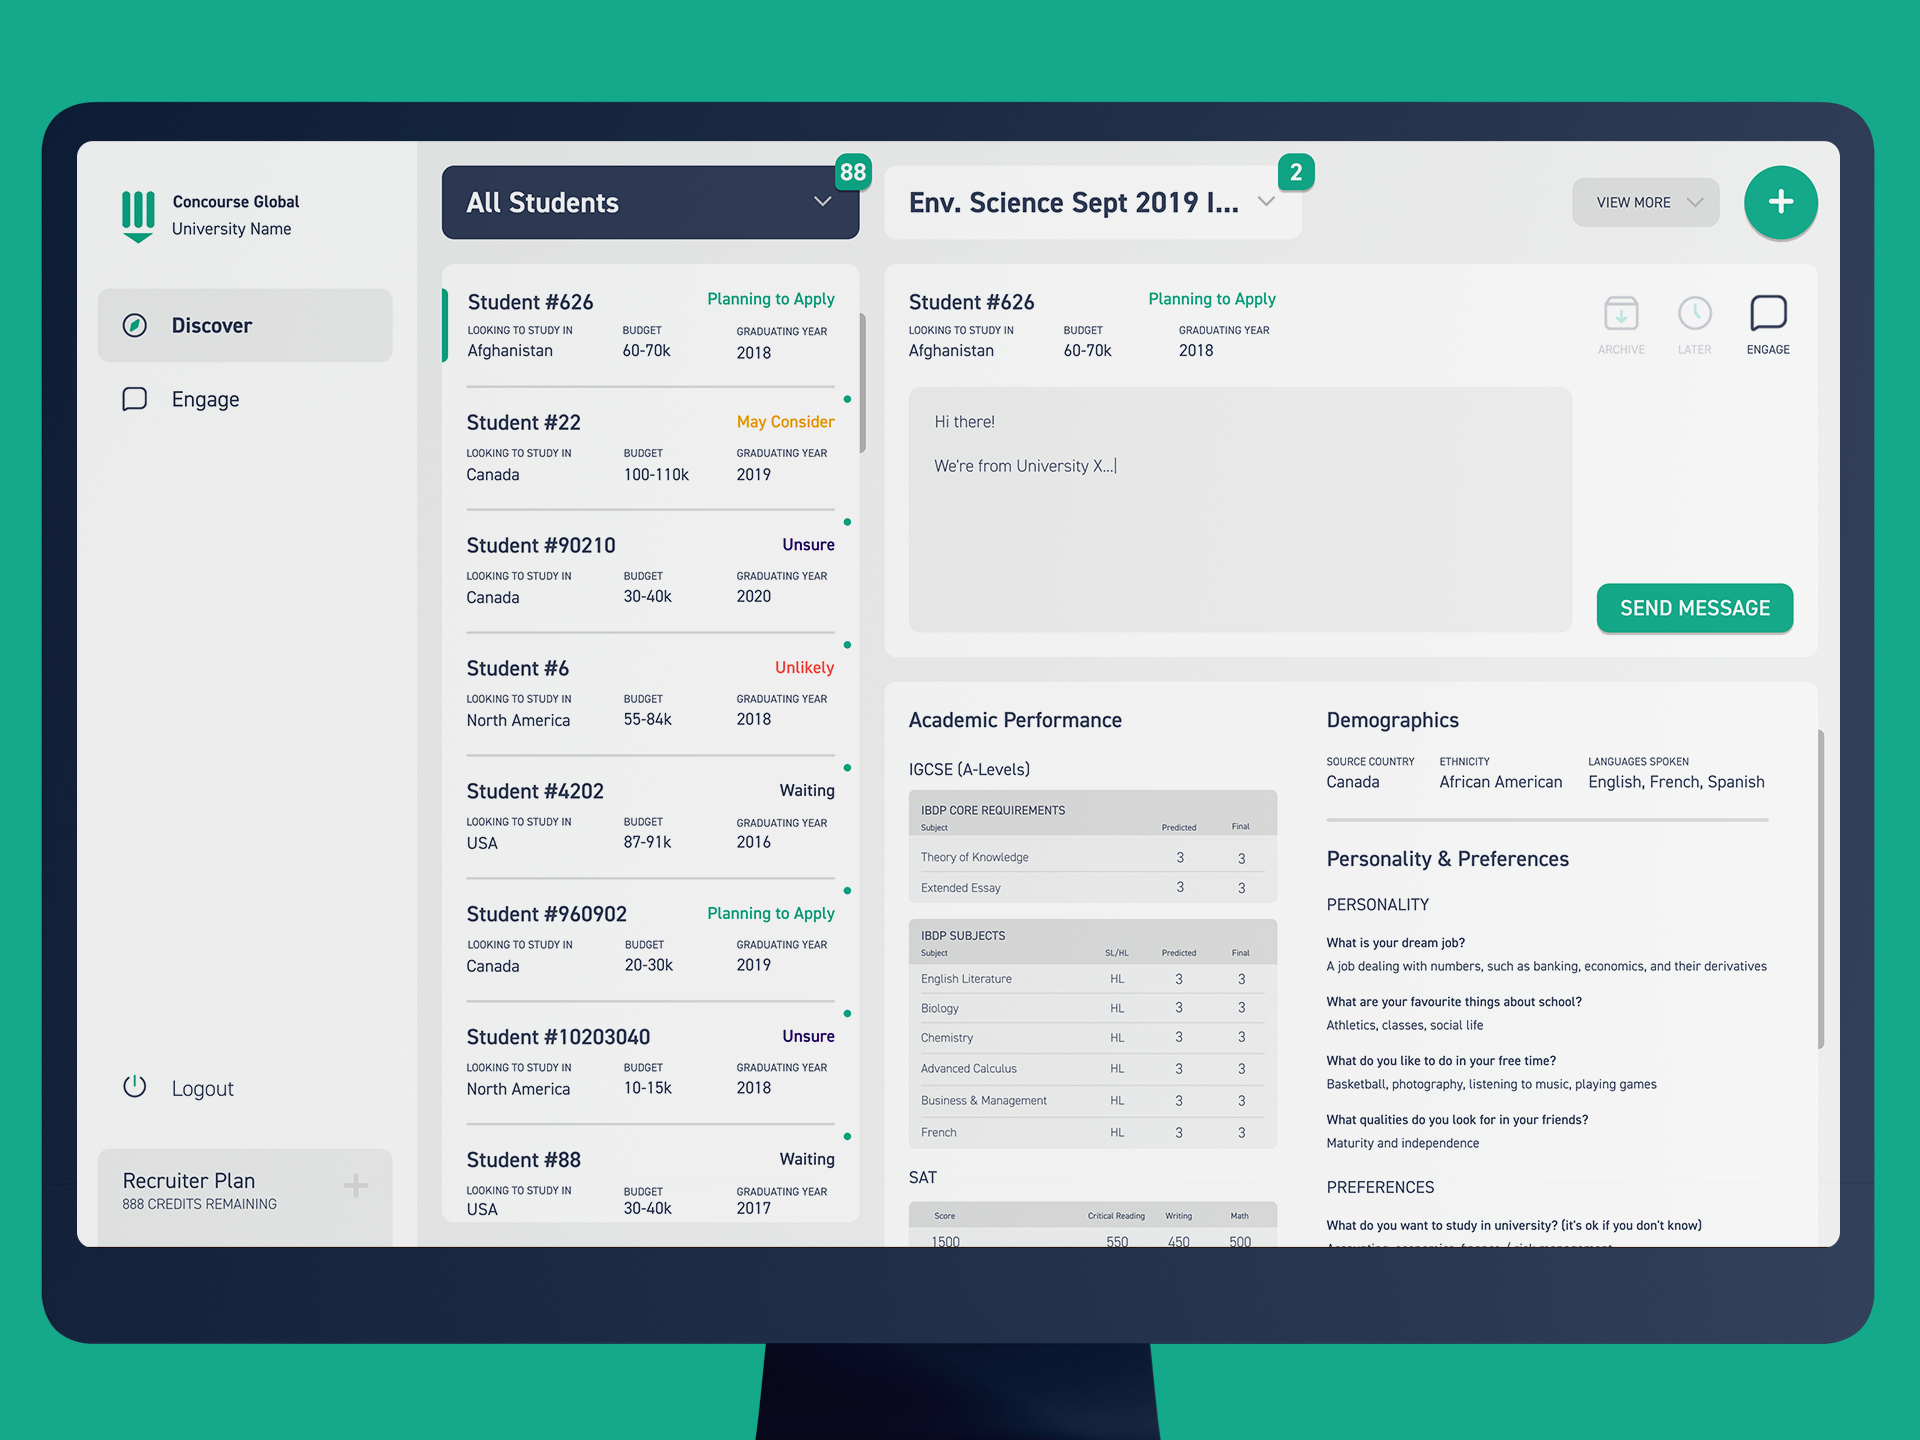 Concourse Global
University Name
Discover
Engage
Logout
Recruiter Plan
888 CREDITS REMAINING
All Students
88
Student #626
Planning to Apply
LOOKING TO STUDY IN BUDGET GRADUATING YEAR
Afghanistan 60-70k 2018
Student #22
May Consider
LOOKING TO STUDY IN BUDGET GRADUATING YEAR
Canada 100-110k 2019
Student #90210
Unsure
LOOKING TO STUDY IN BUDGET GRADUATING YEAR
Canada 30-40k 2020
Student #6
Unlikely
LOOKING TO STUDY IN BUDGET GRADUATING YEAR
North America 55-84k 2018
Student #4202
Waiting
LOOKING TO STUDY IN BUDGET GRADUATING YEAR
USA 87-91k 2016
Student #960902
Planning to Apply
LOOKING TO STUDY IN BUDGET GRADUATING YEAR
Canada 20-30k 2019
Student #10203040
Unsure
LOOKING TO STUDY IN BUDGET GRADUATING YEAR
North America 10-15k 2018
Student #88
Waiting
LOOKING TO STUDY IN BUDGET GRADUATING YEAR
USA 30-40k 2017
Env. Science Sept 2019 I...
2
VIEW MORE
Student #626
Planning to Apply
LOOKING TO STUDY IN BUDGET GRADUATING YEAR
Afghanistan 60-70k 2018
ARCHIVE LATER ENGAGE
Hi there!
We're from University X...
SEND MESSAGE
Academic Performance
IGCSE (A-Levels)
IBDP CORE REQUIREMENTS
Subject Predicted Final
Theory of Knowledge 3 3
Extended Essay 3 3
IBDP SUBJECTS
Subject SL/HL Predicted Final
English Literature HL 3 3
Biology HL 3 3
Chemistry HL 3 3
Advanced Calculus HL 3 3
Business & Management HL 3 3
French HL 3 3
SAT
Score Critical Reading Writing Math
1500 550 450 500
Demographics
SOURCE COUNTRY ETHNICITY LANGUAGES SPOKEN
Canada African American English, French, Spanish
Personality & Preferences
PERSONALITY
What is your dream job?
A job dealing with numbers, such as banking, economics, and their derivatives
What are your favourite things about school?
Athletics, classes, social life
What do you like to do in your free time?
Basketball, photography, listening to music, playing games
What qualities do you look for in your friends?
Maturity and independence
PREFERENCES
What do you want to study in university? (it's ok if you don't know)